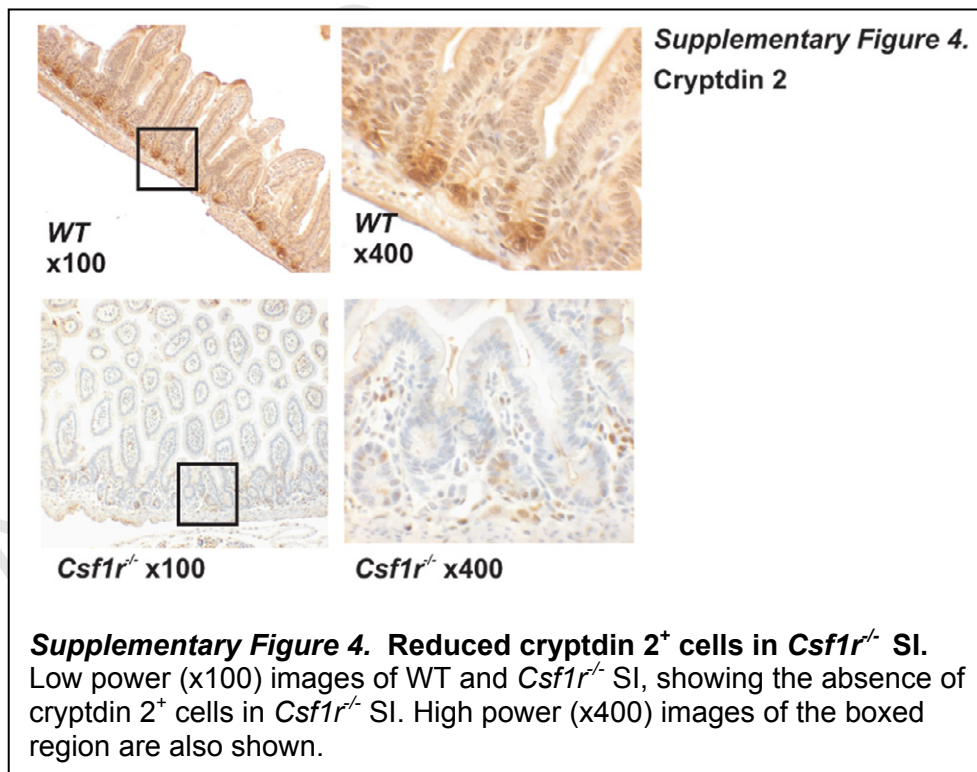 Supplementary Figure 4.
Cryptdin 2
WT
x100
WT
x400
Csf1r-/- x100
Csf1r-/- x400
Supplementary Figure 4. Reduced cryptdin 2+ cells in Csf1r-/- SI.
Low power (x100) images of WT and Csf1r-/- SI, showing the absence of
cryptdin 2+ cells in Csf1r-/- SI. High power (x400) images of the boxed
region are also shown.